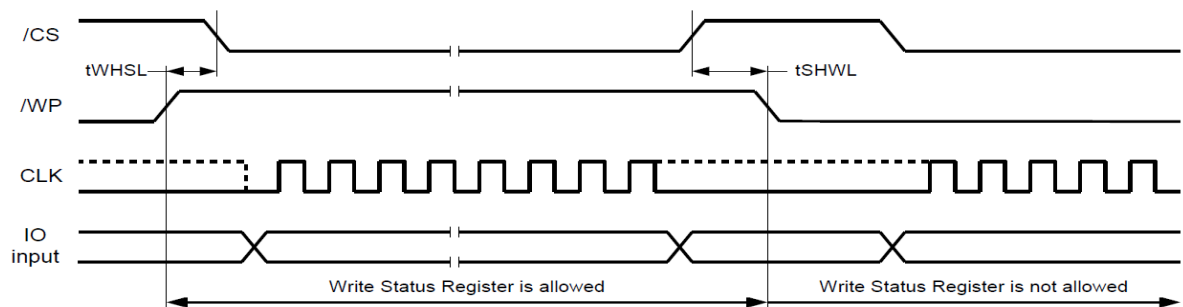 /CS
tWHSL
tSHWL
/WP
CLK
IO
input
Write Status Register is allowed
Write Status Register is not allowed